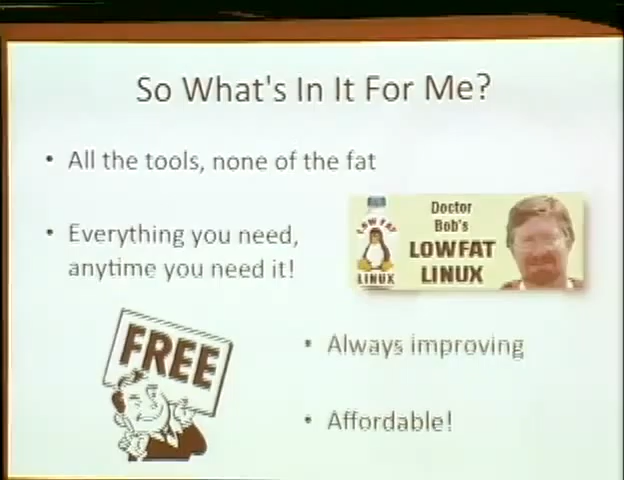 So What's In It For Me?
• All the tools, none of the fat
• Everything you need,
anytime you need it!
LOWFAT
LINUX
Doctor
Bob's
LOWFAT
LINUX
FREE
• Always improving
• Affordable!